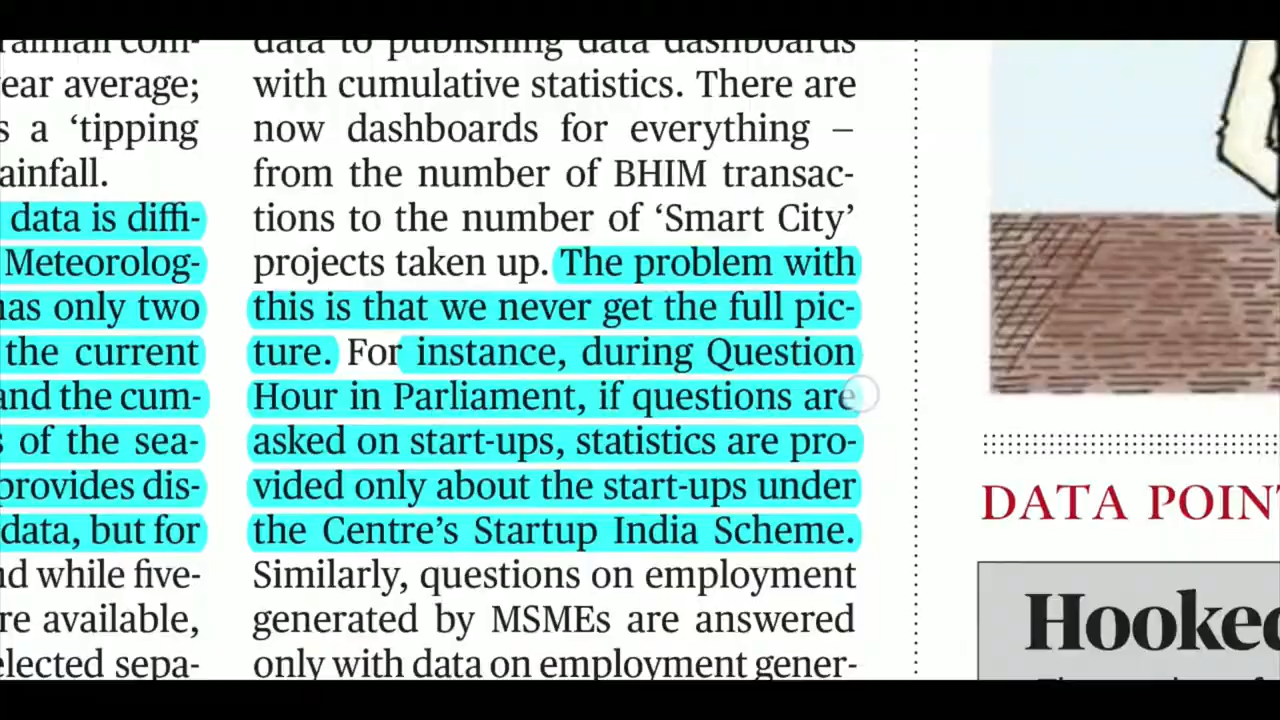 ear average;
s a ‘tipping
ainfall.
data is diffi-
Meteorolog-
has only two
the current
and the cum-
s of the sea-
provides dis-
data, but for
nd while five-
re available,
elected sepa-
data to publishing data dashboards
with cumulative statistics. There are
now dashboards for everything –
from the number of BHIM transac-
tions to the number of ‘Smart City’
projects taken up. The problem with
this is that we never get the full pic-
ture. For instance, during Question
Hour in Parliament, if questions are
asked on start-ups, statistics are pro-
vided only about the start-ups under
the Centre’s Startup India Scheme.
Similarly, questions on employment
generated by MSMEs are answered
only with data on employment gener-
DATA POIN
Hooked